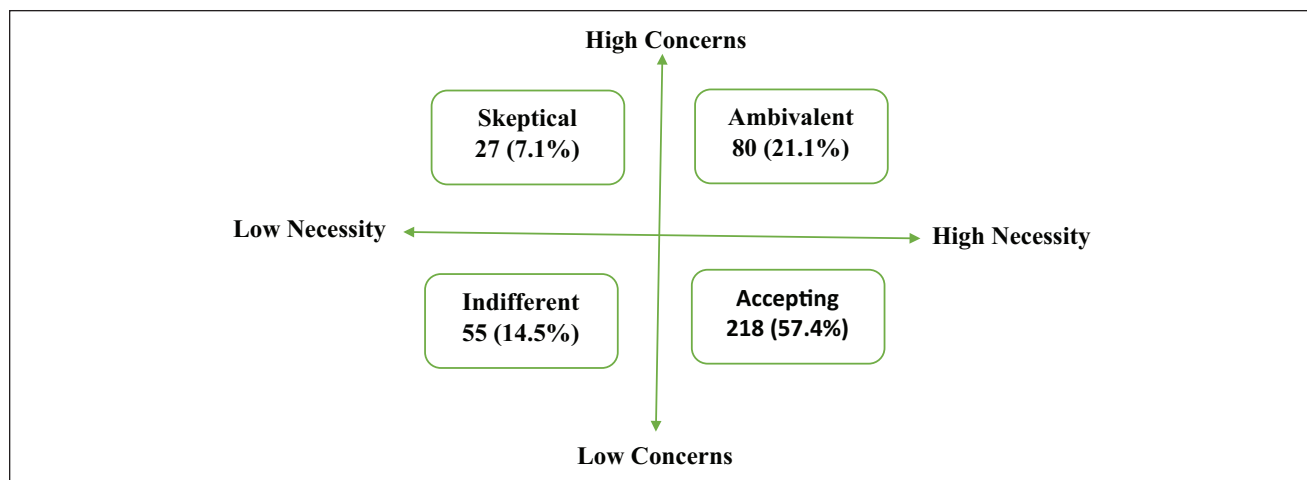 High Concerns
Skeptical
27 (7.1%)
Ambivalent
80 (21.1%)
Low Necessity
High Necessity
Indifferent
55 (14.5%)
Accepting
218 (57.4%)
Low Concerns